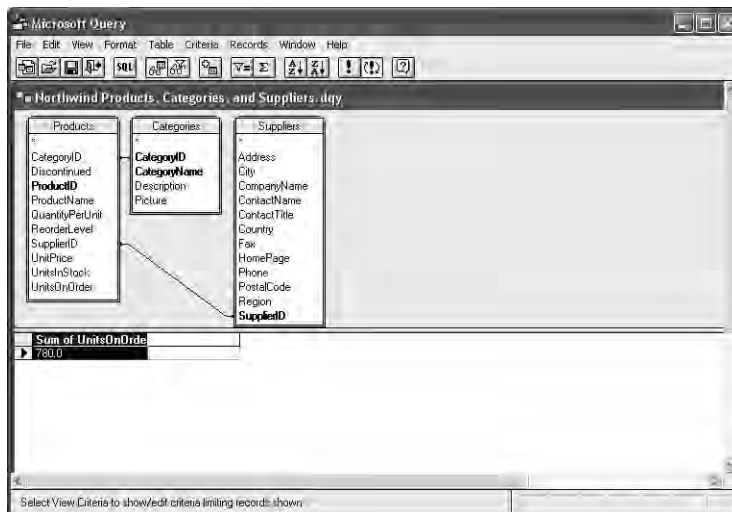 Microsoft Query
File Edit View Format Table Criteria Records Window Help
SQL
Northwind Products, Categories, and Suppliers.dqy
Products
*
CategoryID
Discontinued
ProductID
ProductName
QuantityPerUnit
ReorderLevel
SupplierID
UnitPrice
UnitsInStock
UnitsOnOrder
Categories
*
CategoryID
CategoryName
Description
Picture
Suppliers
*
Address
City
CompanyName
ContactName
ContactTitle
Country
Fax
HomePage
Phone
PostalCode
Region
SupplierID
Sum of UnitsOnOrde
780.0
Select View Criteria to show/edit criteria limiting records shown